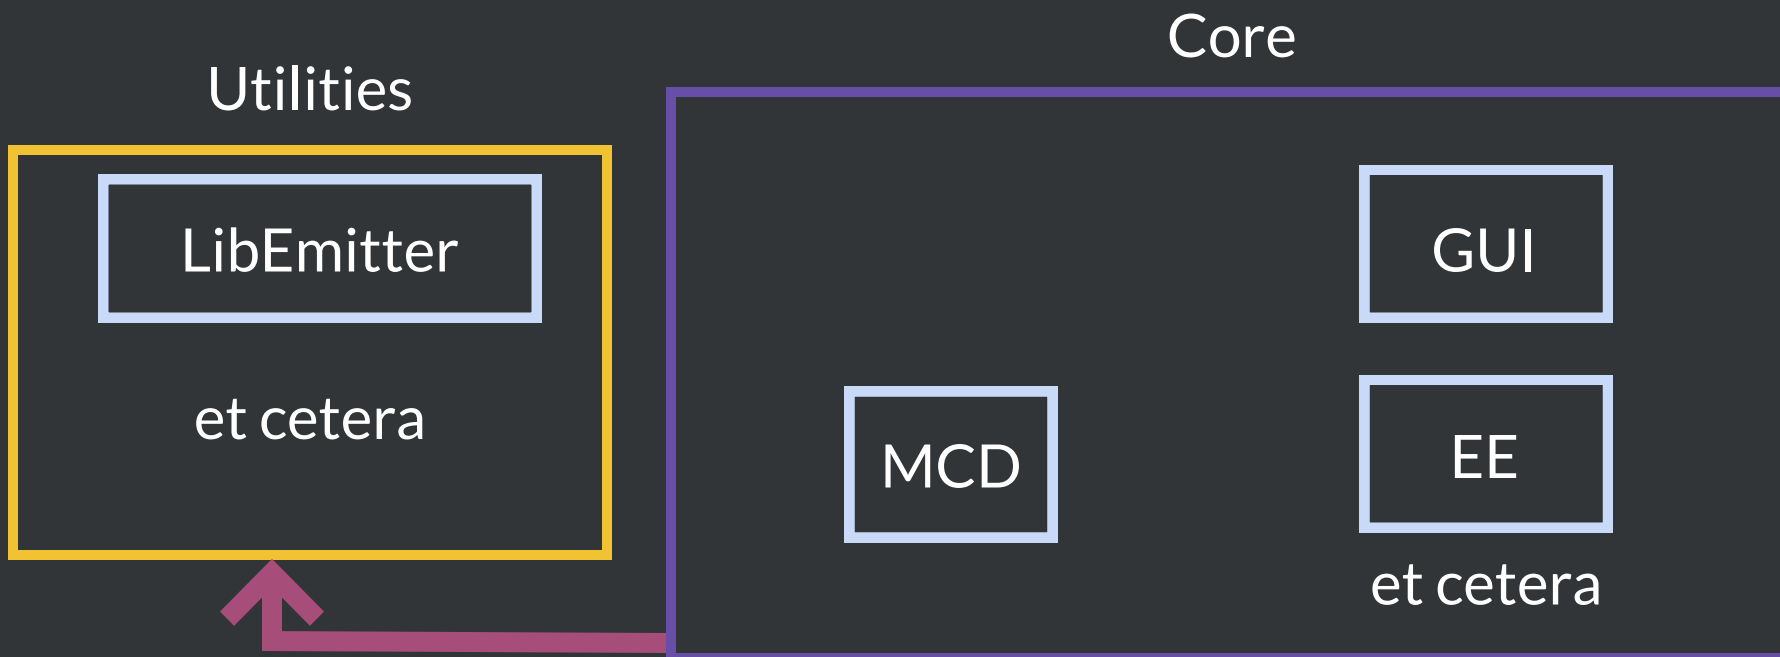 Utilities
LibEmitter
et cetera
Core
GUI
MCD
EE
et cetera